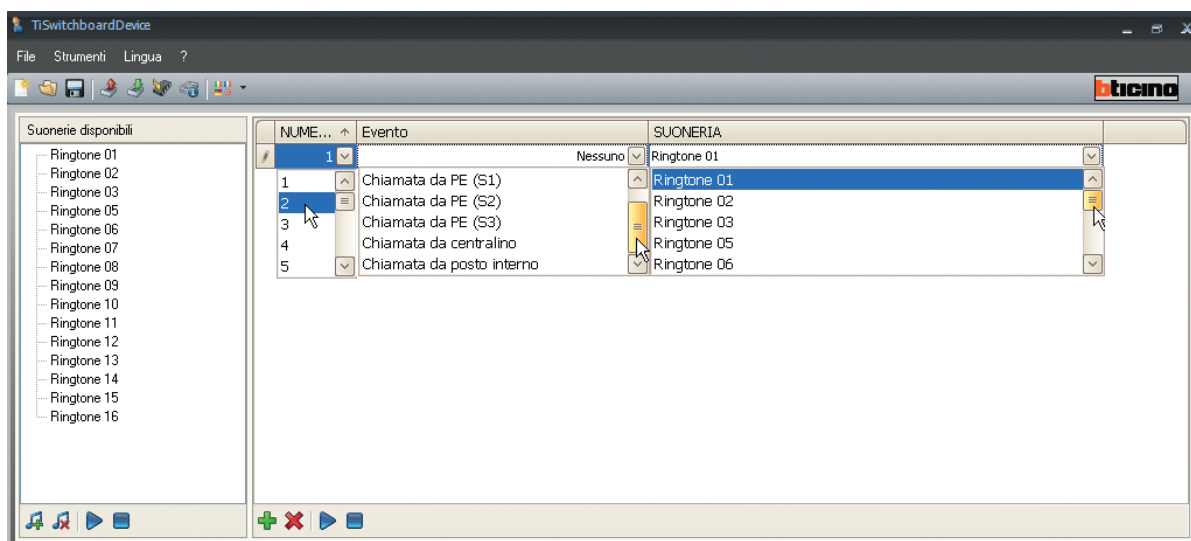 TiSwitchboardDevice
File Strumenti Lingua ?
bticino
Suonerie disponibili
Ringtone 01
Ringtone 02
Ringtone 03
Ringtone 05
Ringtone 06
Ringtone 07
Ringtone 08
Ringtone 09
Ringtone 10
Ringtone 11
Ringtone 12
Ringtone 13
Ringtone 14
Ringtone 15
Ringtone 16
NUME... Evento SUONERIA
1 Nessuno Ringtone 01
1 Chiamata da PE (S1) Ringtone 01
2 Chiamata da PE (S2) Ringtone 02
3 Chiamata da PE (S3) Ringtone 03
4 Chiamata da centralino Ringtone 05
5 Chiamata da posto interno Ringtone 06